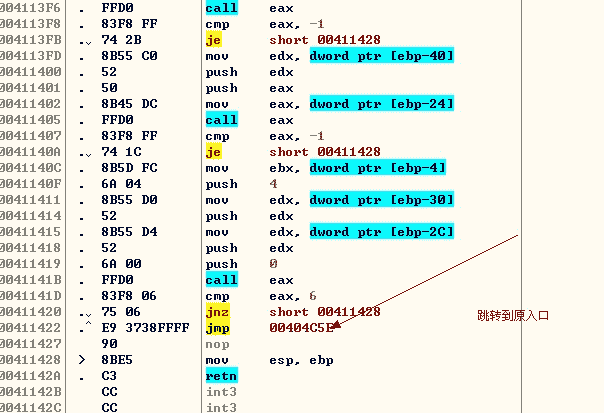 004113F6 . FFD0 call eax
004113F8 . 83F8 FF cmp eax, -1
004113FB . 74 2B je short 00411428
004113FD . 8B55 C0 mov edx, dword ptr [ebp-40]
00411400 . 52 push edx
00411401 . 50 push eax
00411402 . 8B45 DC mov eax, dword ptr [ebp-24]
00411405 . FFD0 call eax
00411407 . 83F8 FF cmp eax, -1
0041140A . 74 1C je short 00411428
0041140C . 8B5D FC mov ebx, dword ptr [ebp-4]
0041140F . 6A 04 push 4
00411411 . 8B55 D0 mov edx, dword ptr [ebp-30]
00411414 . 52 push edx
00411415 . 8B55 D4 mov edx, dword ptr [ebp-2C]
00411418 . 52 push edx
00411419 . 6A 00 push 0
0041141B . FFD0 call eax
0041141D . 83F8 06 cmp eax, 6
00411420 . 75 06 jnz short 00411428
跳转到原入口
00411422 .^ E9 3738FFFF jmp 00404C5E
00411427 90 nop
00411428 > 8BE5 mov esp, ebp
0041142A . C3 retn
0041142B CC int3
0041142C CC int3